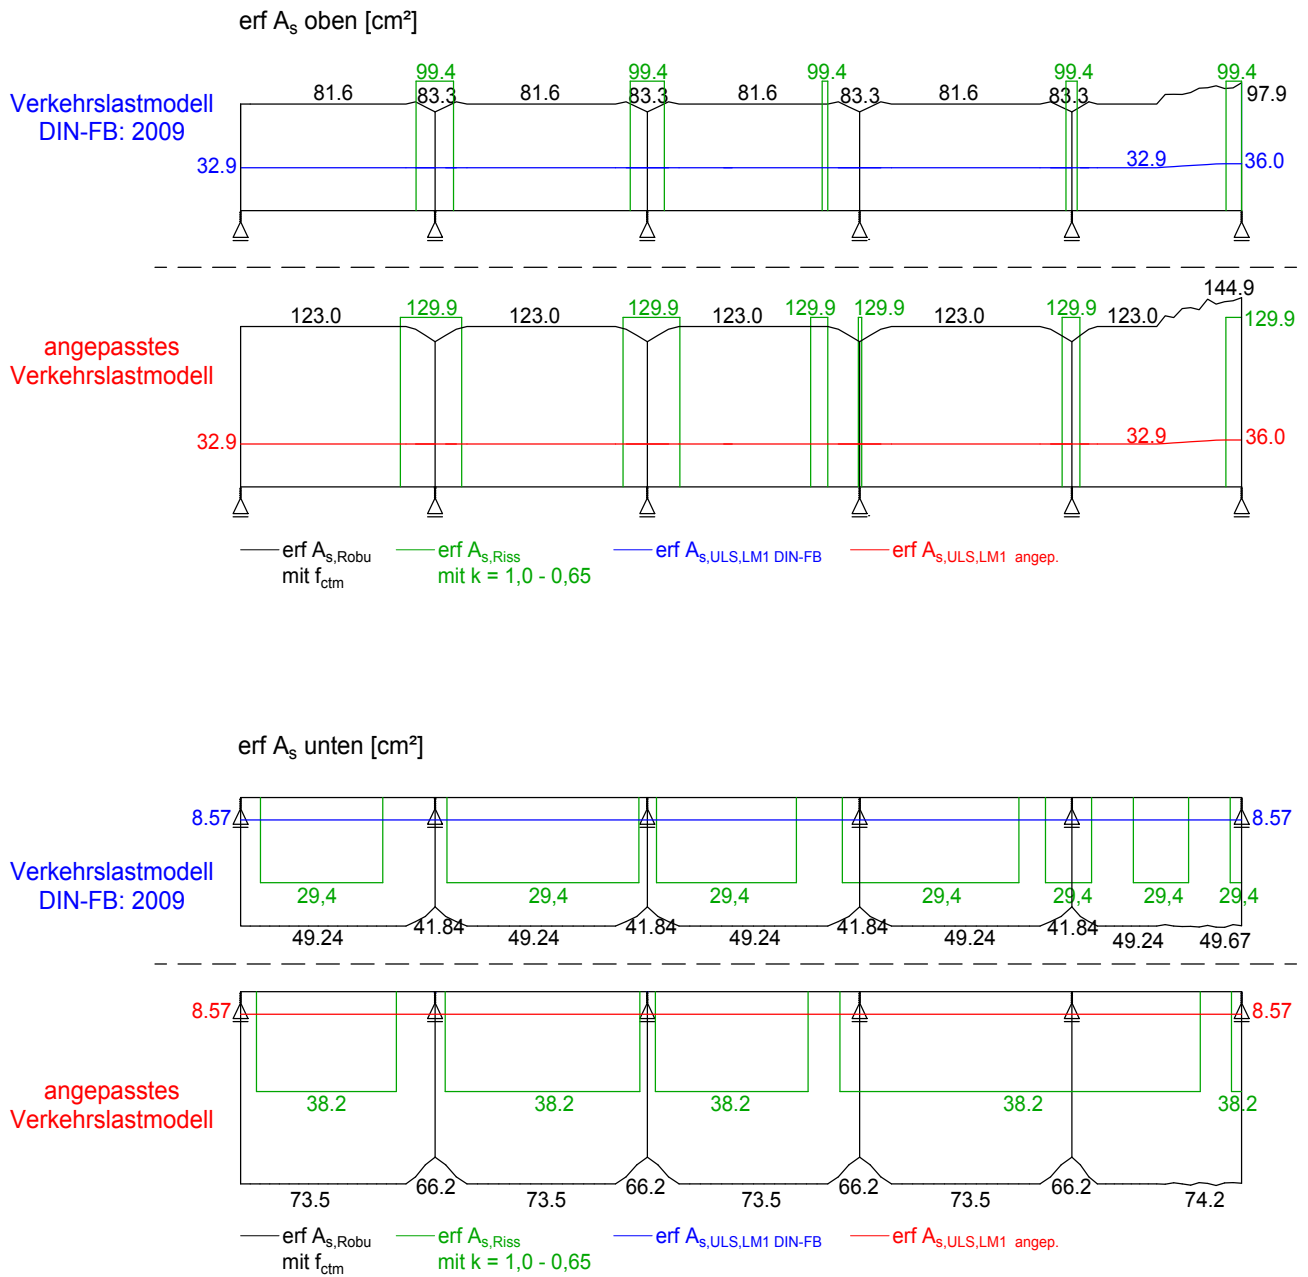 erf As oben [cm²]
99.4 99.4 99.4 99.4 99.4
81.6 83.3 81.6 83.3 81.6 83.3 81.6 83.3 97.9
Verkehrslastmodell
DIN-FB: 2009
32.9 32.9 36.0
144.9
129.9 129.9 129.9 129.9 129.9 129.9
123.0 123.0 123.0 123.0 123.0
angepasstes
Verkehrslastmodell
32.9 32.9 36.0
erf As,Robu erf As,Riss erf As,ULS,LM1 DIN-FB erf As,ULS,LM1 angep.
mit fctm mit k = 1,0 - 0,65
erf As unten [cm²]
8.57 8.57
Verkehrslastmodell
DIN-FB: 2009
29,4 29,4 29,4 29,4 29,4 29,4 29,4
49.24 41.84 49.24 41.84 49.24 41.84 49.24 41.84 49.24 49.67
8.57 8.57
angepasstes
Verkehrslastmodell
38.2 38.2 38.2 38.2 38.2
73.5 66.2 73.5 66.2 73.5 66.2 73.5 66.2 74.2
erf As,Robu erf As,Riss erf As,ULS,LM1 DIN-FB erf As,ULS,LM1 angep.
mit fctm mit k = 1,0 - 0,65